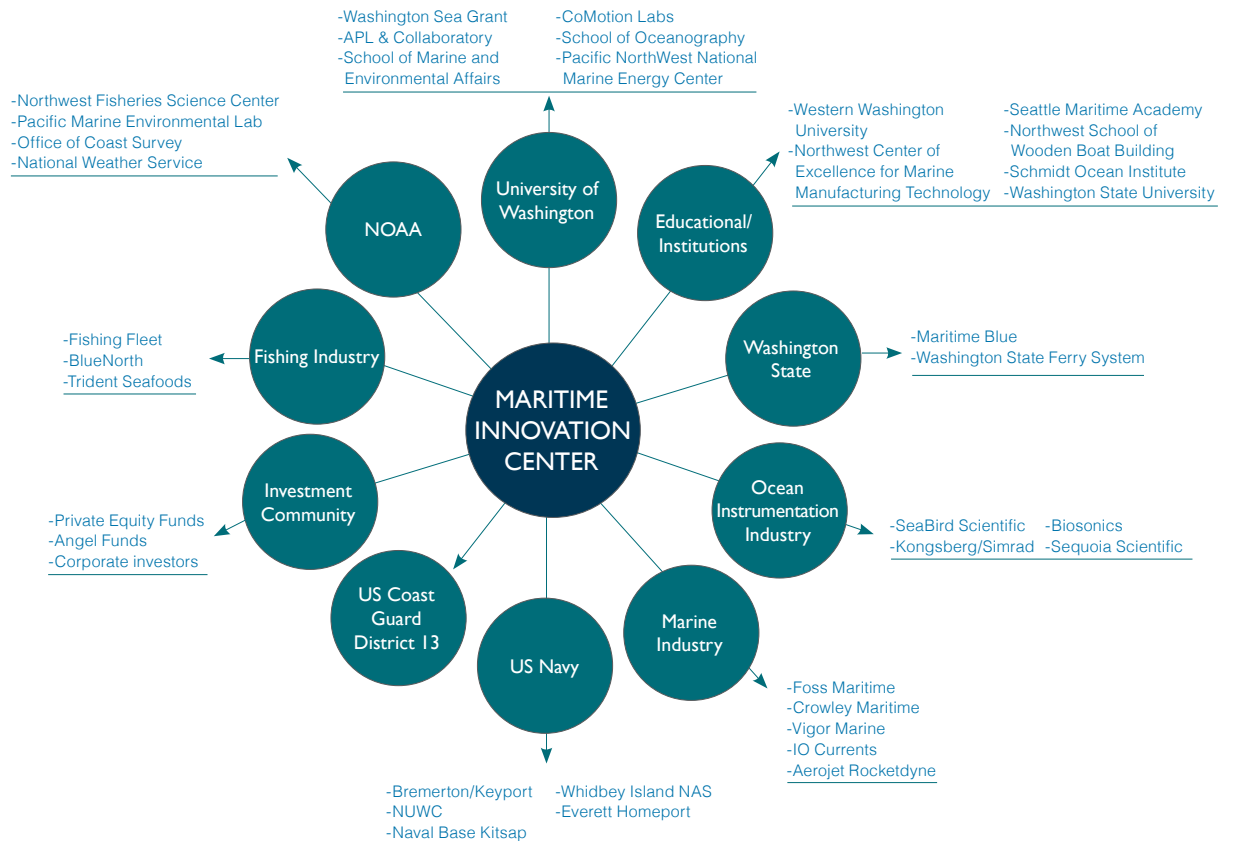 -Washington Sea Grant
-APL & Collaboratory
-School of Marine and
Environmental Affairs
-CoMotion Labs
-School of Oceanography
-Pacific NorthWest National
Marine Energy Center
-Northwest Fisheries Science Center
-Pacific Marine Environmental Lab
-Office of Coast Survey
-National Weather Service
-Western Washington
University
-Northwest Center of
Excellence for Marine
Manufacturing Technology
-Seattle Maritime Academy
-Northwest School of
Wooden Boat Building
-Schmidt Ocean Institute
-Washington State University
NOAA
University of
Washington
Educational/
Institutions
-Fishing Fleet
-BlueNorth
-Trident Seafoods
Fishing Industry
Washington
State
-Maritime Blue
-Washington State Ferry System
MARITIME
INNOVATION
CENTER
-Private Equity Funds
-Angel Funds
-Corporate investors
Investment
Community
Ocean
Instrumentation
Industry
-SeaBird Scientific
-Kongsberg/Simrad
-Biosonics
-Sequoia Scientific
US Coast
Guard
District 13
US Navy
Marine
Industry
-Foss Maritime
-Crowley Maritime
-Vigor Marine
-IO Currents
-Aerojet Rocketdyne
-Bremerton/Keyport
-NUWC
-Naval Base Kitsap
-Whidbey Island NAS
-Everett Homeport